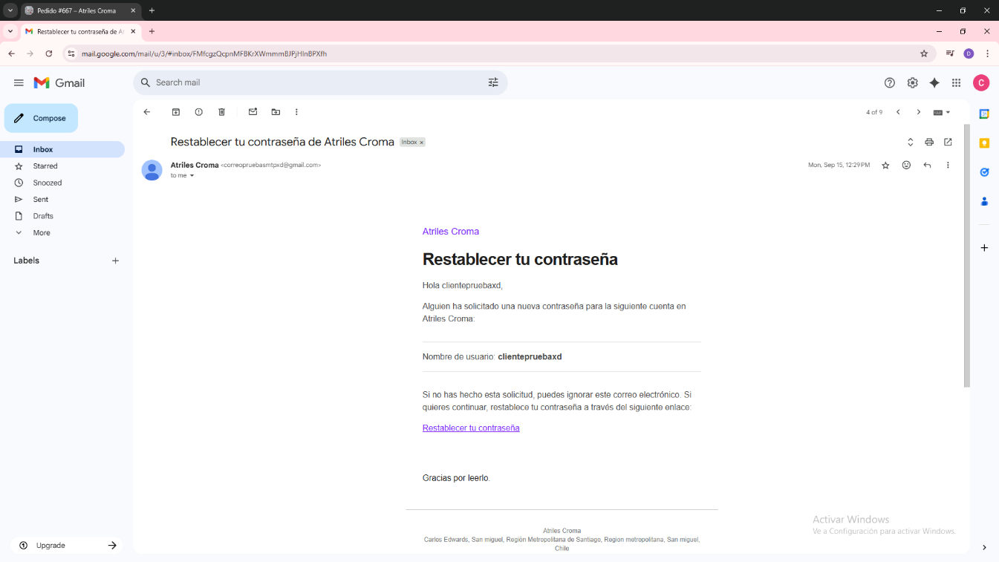 Pedido #667 – Atriles Croma
Restablecer tu contraseña de At
mail.google.com/mail/u/3/#inbox/FMfcgzQcpnMFBKrXWmmmBJPjHlnBPXfh
D
Gmail
Search mail
C
Compose
4 of 9
Inbox
Starred
Snoozed
Sent
Drafts
More
Labels
Upgrade
Restablecer tu contraseña de Atriles Croma
Inbox x
Atriles Croma <correopruebasmtpxd@gmail.com>
Mon, Sep 15, 12:29 PM
to me
Atriles Croma
Restablecer tu contraseña
Hola clientepruebaxd,
Alguien ha solicitado una nueva contraseña para la siguiente cuenta en
Atriles Croma:
Nombre de usuario: clientepruebaxd
Si no has hecho esta solicitud, puedes ignorar este correo electrónico. Si
quieres continuar, restablece tu contraseña a través del siguiente enlace:
Restablecer tu contraseña
Gracias por leerlo.
Atriles Croma
Carlos Edwards, San miguel, Región Metropolitana de Santiago, Region metropolitana, San miguel,
Chile
Activar Windows
Ve a Configuración para activar Windows.